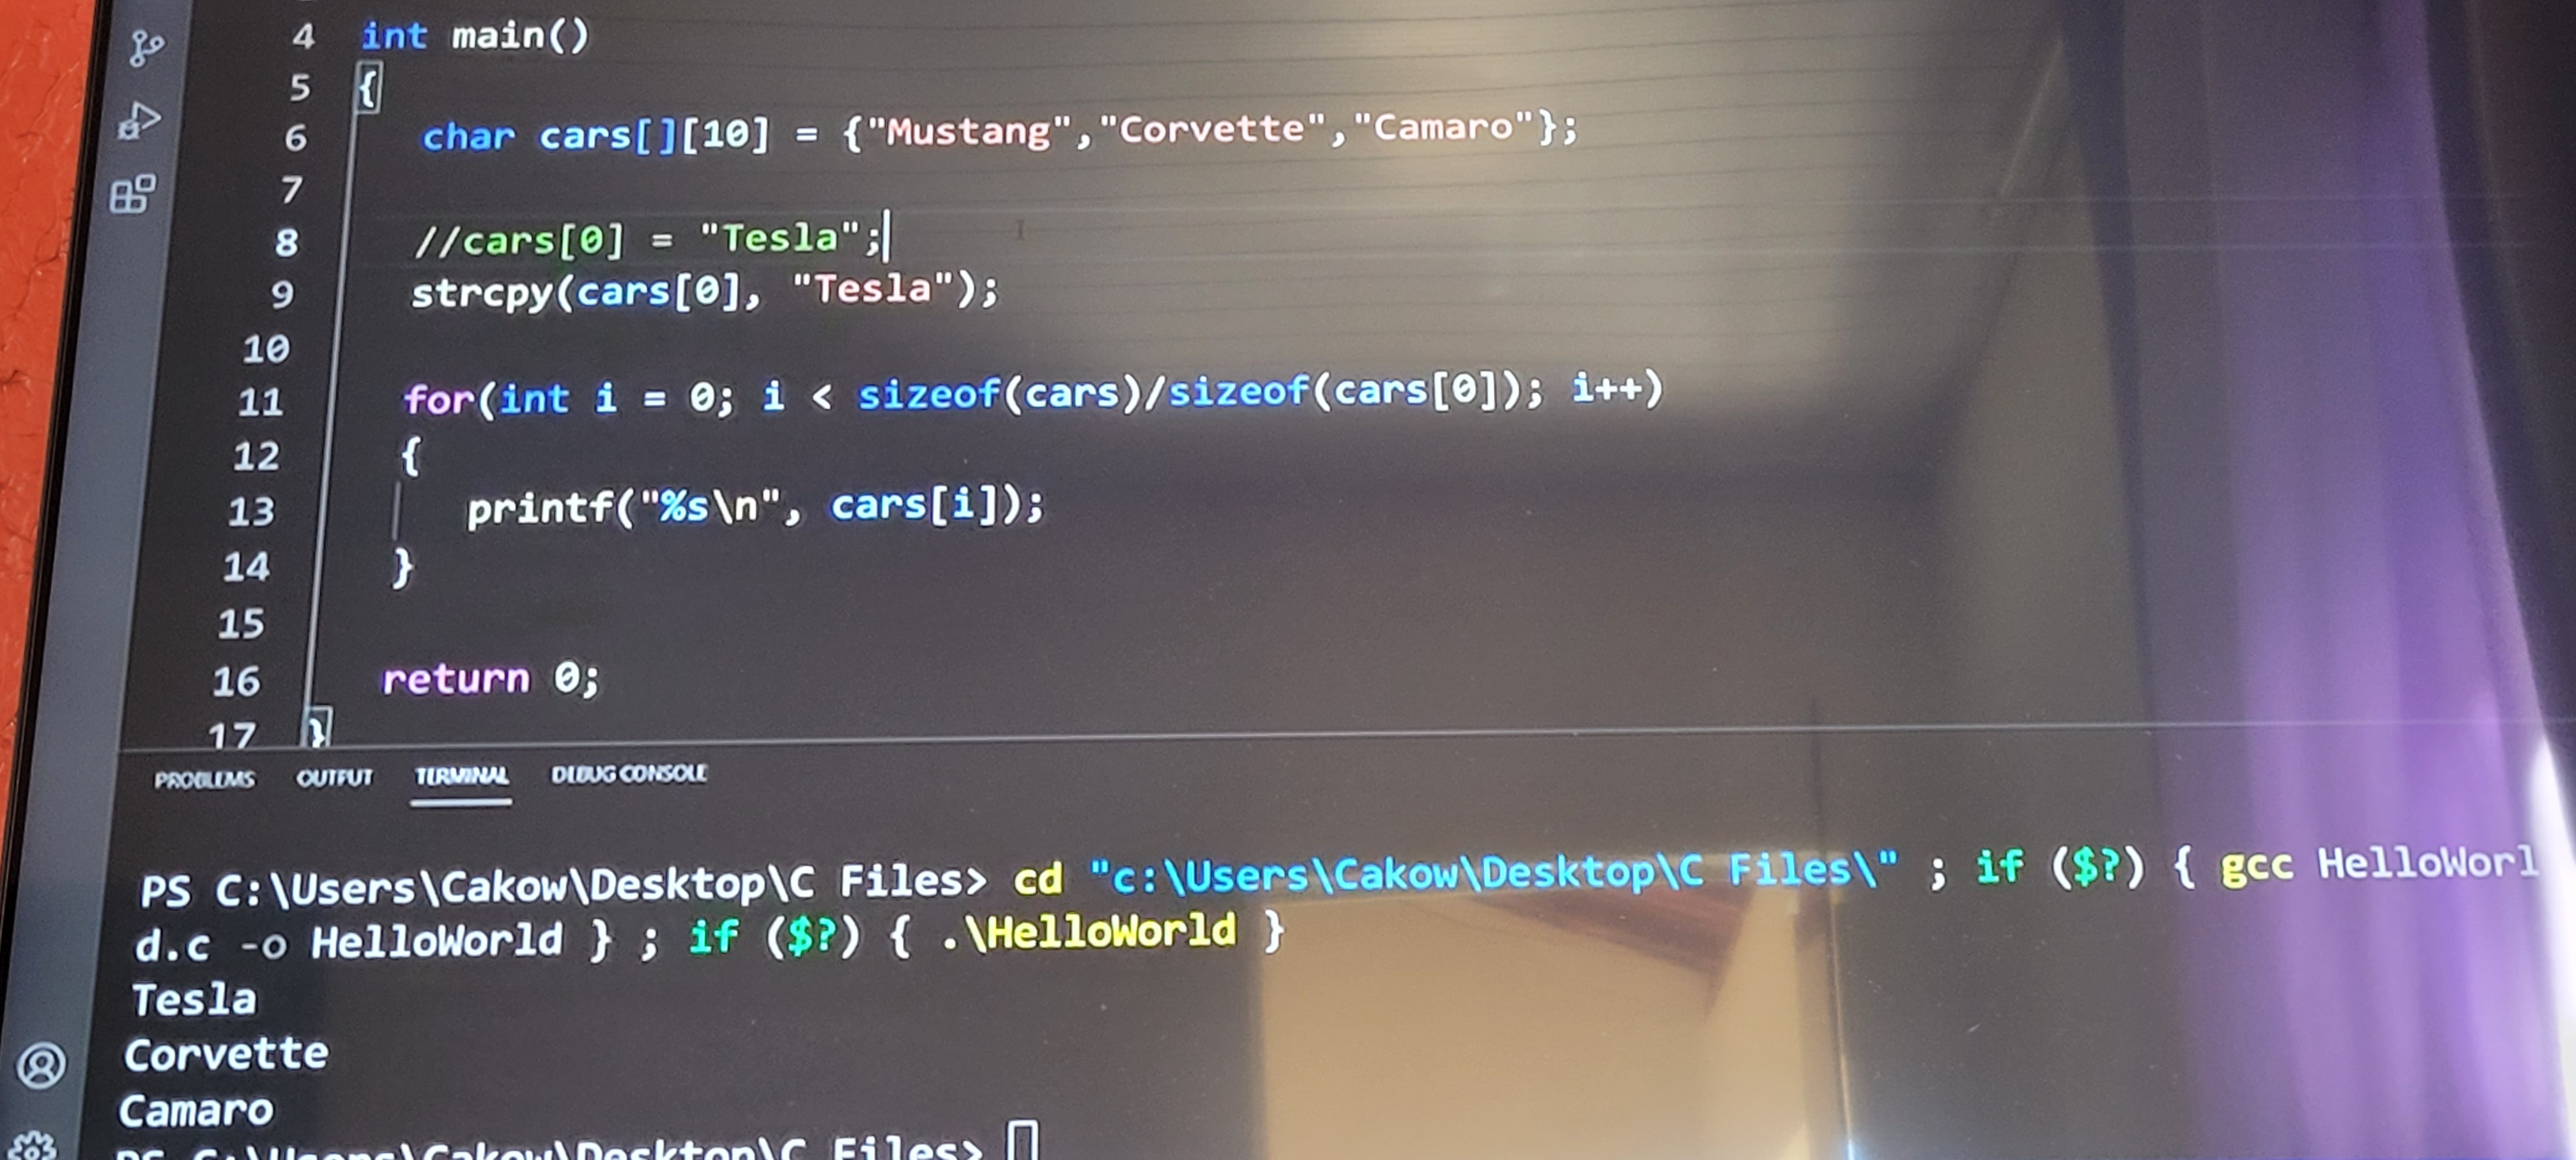 4 int main()
5 {
6 char cars[][10] = {"Mustang","Corvette","Camaro"};
7
8 //cars[0] = "Tesla";
9 strcpy(cars[0], "Tesla");
10
11 for(int i = 0; i < sizeof(cars)/sizeof(cars[0]); i++)
12 {
13 printf("%s\n", cars[i]);
14 }
15
16 return 0;
17 }
PROBLEMS OUTPUT TERMINAL DEBUG CONSOLE
PS C:\Users\Cakow\Desktop\C Files> cd "c:\Users\Cakow\Desktop\C Files\" ; if ($?) { gcc HelloWorl
d.c -o HelloWorld } ; if ($?) { .\HelloWorld }
Tesla
Corvette
Camaro
PS C:\Users\Cakow\Desktop\C Files>